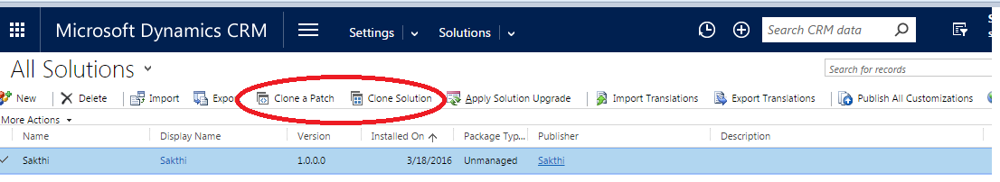 Microsoft Dynamics CRM Settings Solutions Search CRM data
All Solutions Search for records
New Delete Import Expo Clone a Patch Clone Solution Apply Solution Upgrade Import Translations Export Translations Publish All Customizations
More Actions
Name Display Name Version Installed On Package Typ... Publisher Description
Sakthi Sakthi 1.0.0.0 3/18/2016 Unmanaged Sakthi